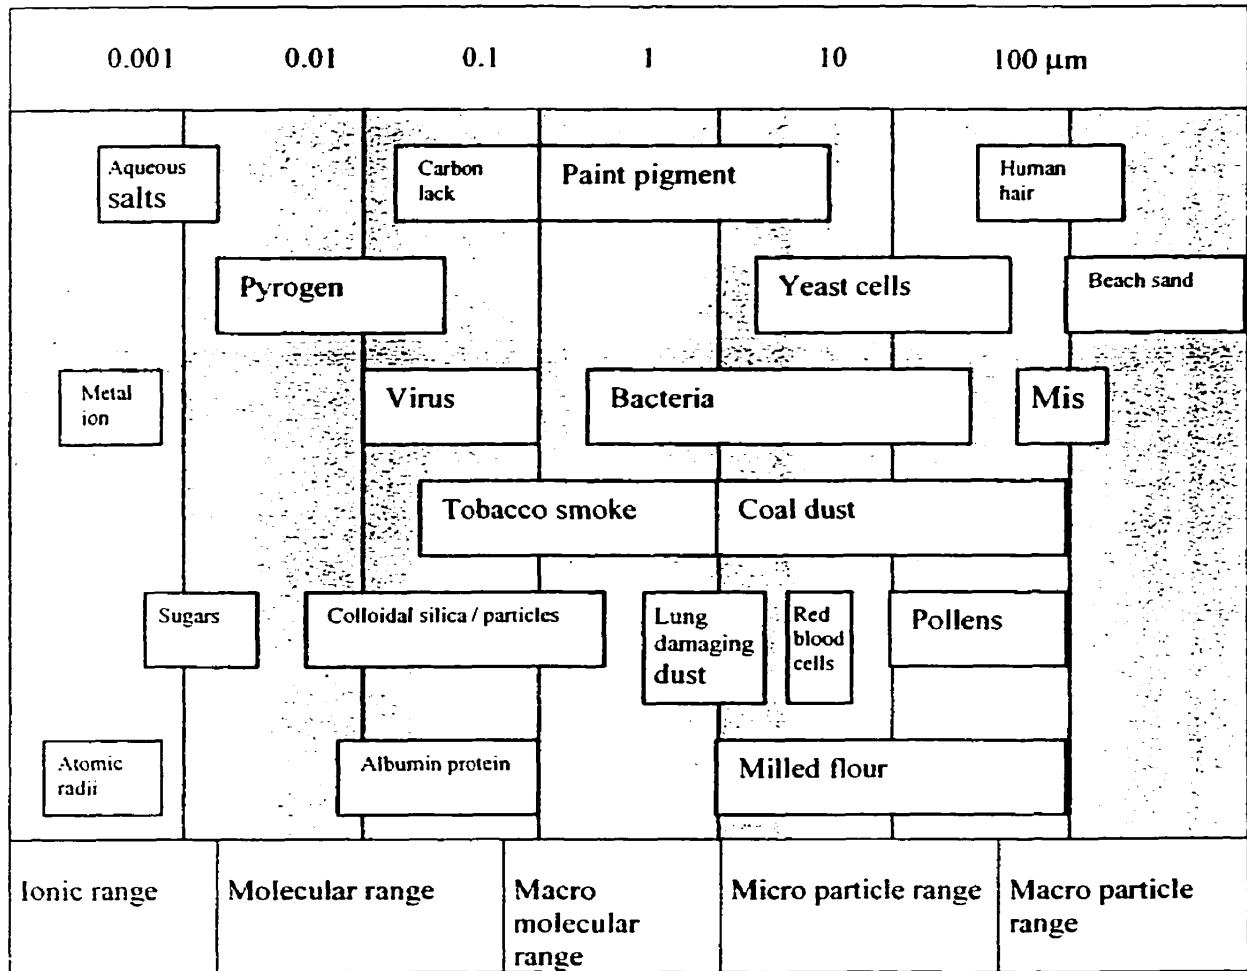 0.001 0.01 0.1 1 10 100 μm
Aqueous
salts
Carbon
lack
Paint pigment
Human
hair
Pyrogen
Yeast cells
Beach sand
Metal
ion
Virus
Bacteria
Mis
Tobacco smoke
Coal dust
Sugars
Colloidal silica / particles
Lung
damaging
dust
Red
blood
cells
Pollens
Atomic
radii
Albumin protein
Milled flour
Ionic range
Molecular range
Macro
molecular
range
Micro particle range
Macro particle
range